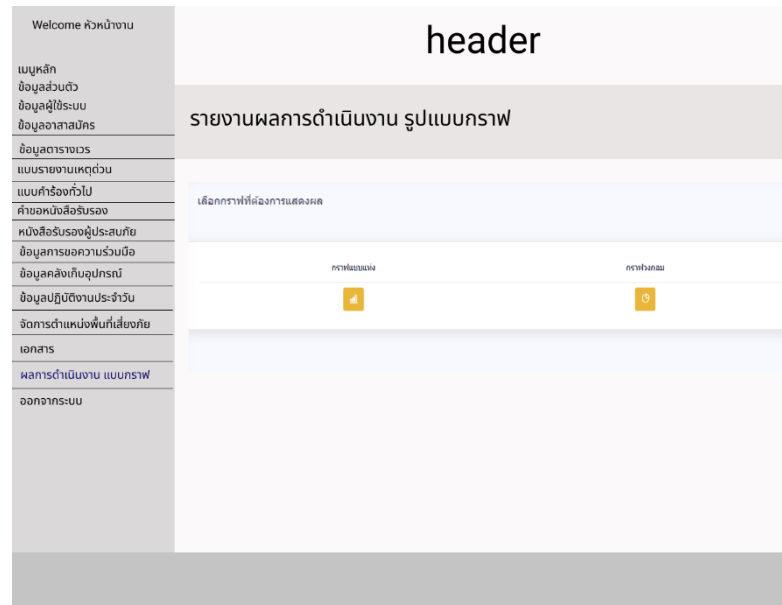 Welcome หัวหน้างาน
header
เมนูหลัก
ข้อมูลส่วนตัว
ข้อมูลผู้ใช้ระบบ
ข้อมูลอาสาสมัคร
ข้อมูลตารางเวร
แบบรายงานเหตุด่วน
แบบคำร้องทั่วไป
คำขอหนังสือรับรอง
หนังสือรับรองผู้ประสบภัย
ข้อมูลการขอความร่วมมือ
ข้อมูลคลังเก็บอุปกรณ์
ข้อมูลปฏิบัติงานประจำวัน
จัดการตำแหน่งพื้นที่เสี่ยงภัย
เอกสาร
ผลการดำเนินงาน แบบกราฟ
ออกจากระบบ
รายงานผลการดำเนินงาน รูปแบบกราฟ
เลือกกราฟที่ต้องการแสดงผล
กราฟแบบแท่ง
กราฟวงกลม